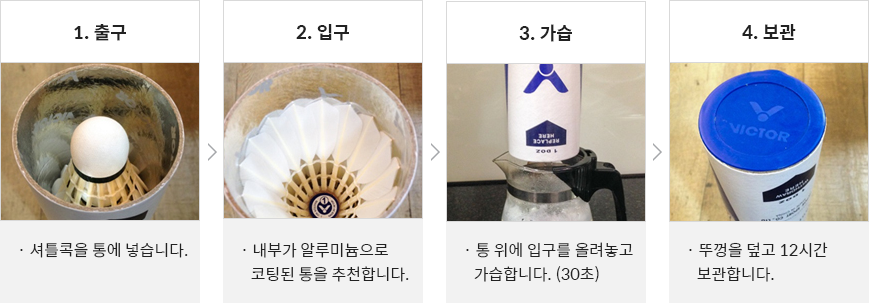 1. 출구
2. 입구
3. 가습
4. 보관
REPLACE
HERE
1 DOZ
VICTOR
· 셔틀콕을 통에 넣습니다.
· 내부가 알루미늄으로
코팅된 통을 추천합니다.
· 통 위에 입구를 올려놓고
가습합니다. (30초)
· 뚜껑을 덮고 12시간
보관합니다.